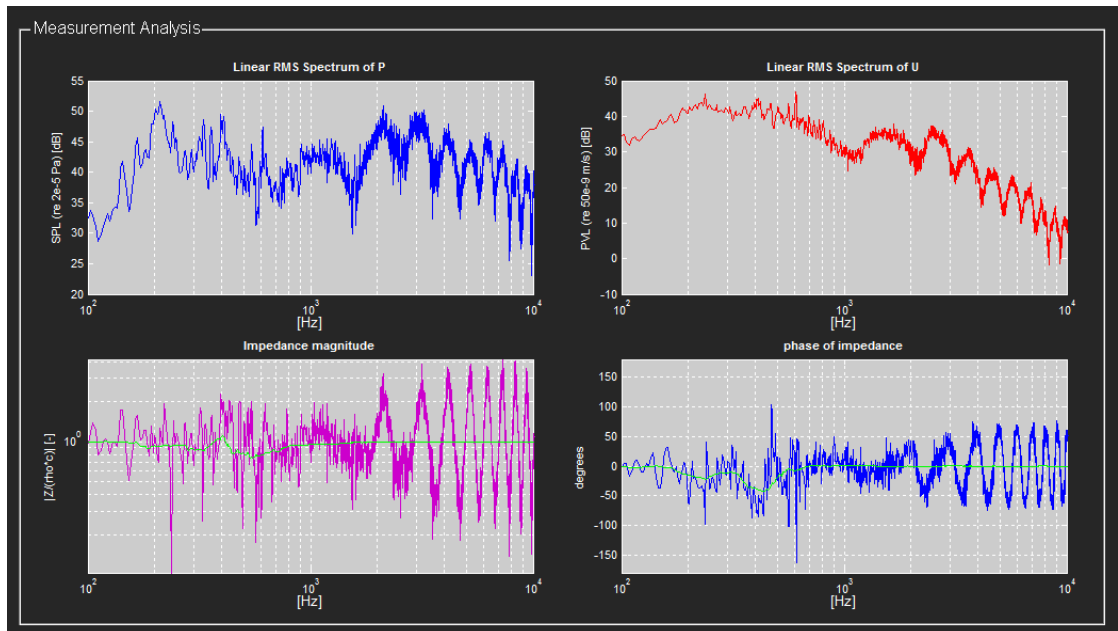 Measurement Analysis
Linear RMS Spectrum of P
SPL (re 2e-5 Pa) [dB]
55
50
45
40
35
30
25
20
10^2
10^3
10^4
[Hz]
Linear RMS Spectrum of U
PVL (re 50e-9 m/s) [dB]
50
40
30
20
10
0
-10
10^2
10^3
10^4
[Hz]
Impedance magnitude
|Z/(rho*c)| [-]
10^0
10^2
10^3
10^4
[Hz]
phase of impedance
degrees
150
100
50
0
-50
-100
-150
10^2
10^3
10^4
[Hz]